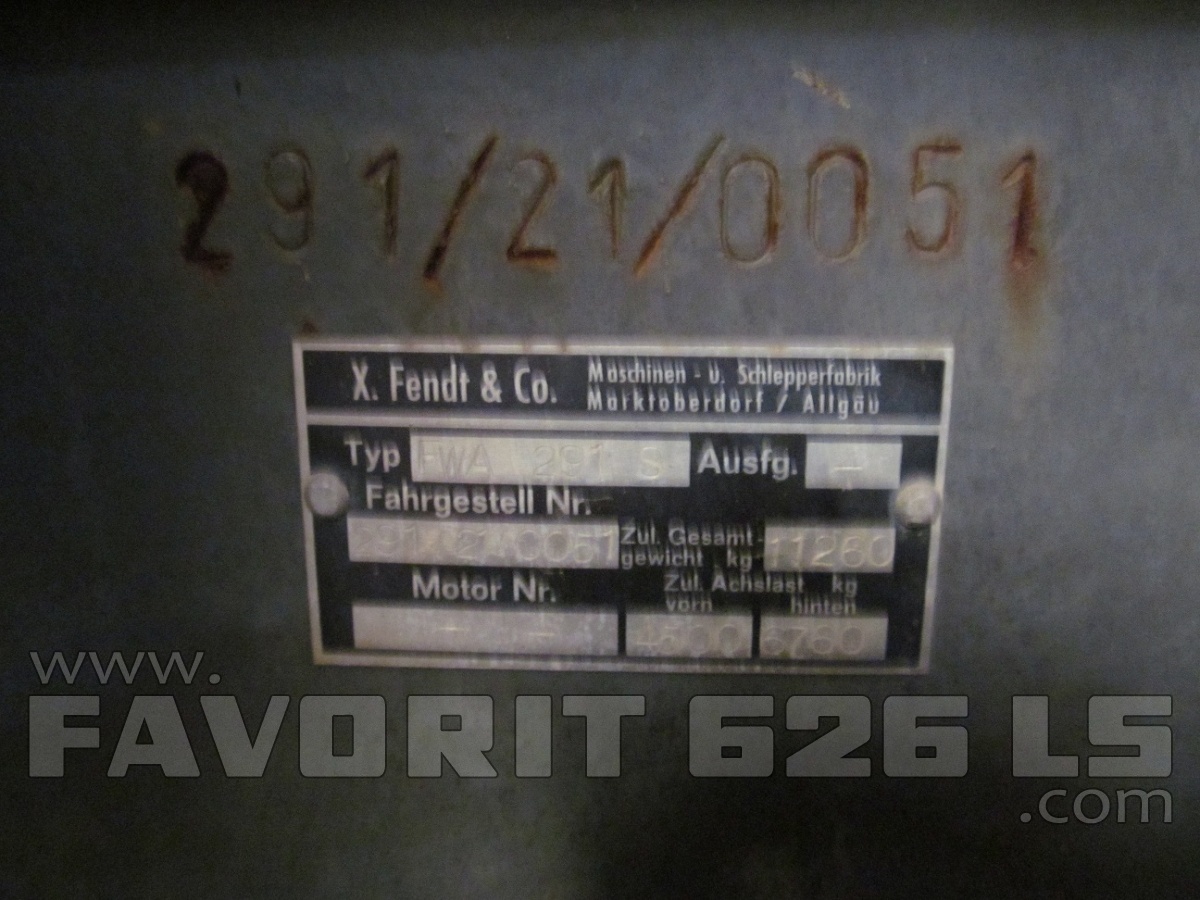 291/21/0051
X. Fendt & Co. Maschinen - u. Schlepperfabrik
Marktoberdorf / Allgäu
Typ FWA 291 S Ausfg. -
Fahrgestell Nr.
291/21/0051 Zul. Gesamt-
gewicht kg 11260
Motor Nr. Zul. Achslast kg
vorn hinten
- - 4500 6760
www.
FAVORIT 626 LS
.com